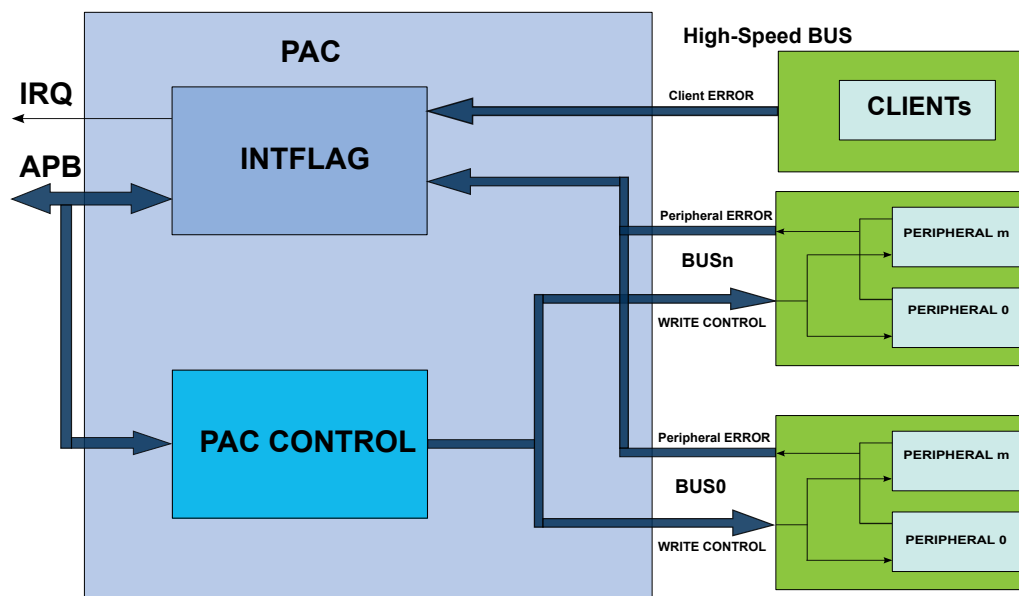 PAC
High-Speed BUS
IRQ
Client ERROR
CLIENTs
INTFLAG
APB
Peripheral ERROR
PERIPHERAL m
BUSn
PERIPHERAL 0
WRITE CONTROL
PAC CONTROL
Peripheral ERROR
PERIPHERAL m
BUS0
PERIPHERAL 0
WRITE CONTROL